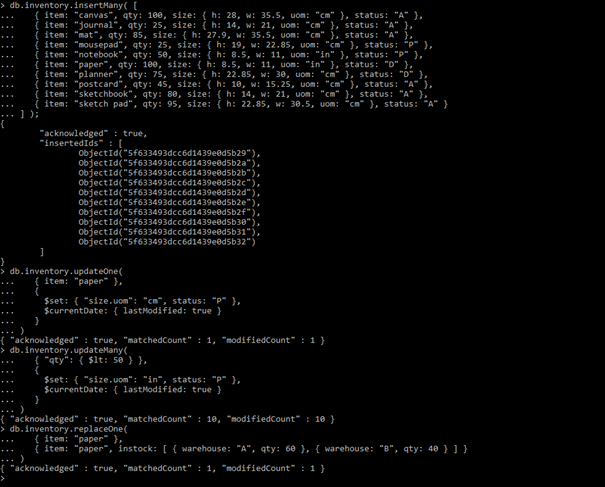 > db.inventory.insertMany( [
...    { item: "canvas", qty: 100, size: { h: 28, w: 35.5, uom: "cm" }, status: "A" },
...    { item: "journal", qty: 25, size: { h: 14, w: 21, uom: "cm" }, status: "A" },
...    { item: "mat", qty: 85, size: { h: 27.9, w: 35.5, uom: "cm" }, status: "A" },
...    { item: "mousepad", qty: 25, size: { h: 19, w: 22.85, uom: "cm" }, status: "P" },
...    { item: "notebook", qty: 50, size: { h: 8.5, w: 11, uom: "in" }, status: "P" },
...    { item: "paper", qty: 100, size: { h: 8.5, w: 11, uom: "in" }, status: "D" },
...    { item: "planner", qty: 75, size: { h: 22.85, w: 30, uom: "cm" }, status: "D" },
...    { item: "postcard", qty: 45, size: { h: 10, w: 15.25, uom: "cm" }, status: "A" },
...    { item: "sketchbook", qty: 80, size: { h: 14, w: 21, uom: "cm" }, status: "A" },
...    { item: "sketch pad", qty: 95, size: { h: 22.85, w: 30.5, uom: "cm" }, status: "A" }
... ] );
{
        "acknowledged" : true,
        "insertedIds" : [
                ObjectId("5f633493dcc6d1439e0d5b29"),
                ObjectId("5f633493dcc6d1439e0d5b2a"),
                ObjectId("5f633493dcc6d1439e0d5b2b"),
                ObjectId("5f633493dcc6d1439e0d5b2c"),
                ObjectId("5f633493dcc6d1439e0d5b2d"),
                ObjectId("5f633493dcc6d1439e0d5b2e"),
                ObjectId("5f633493dcc6d1439e0d5b2f"),
                ObjectId("5f633493dcc6d1439e0d5b30"),
                ObjectId("5f633493dcc6d1439e0d5b31"),
                ObjectId("5f633493dcc6d1439e0d5b32")
        ]
}
> db.inventory.updateOne(
...    { item: "paper" },
...    {
...      $set: { "size.uom": "cm", status: "P" },
...      $currentDate: { lastModified: true }
...    }
... )
{ "acknowledged" : true, "matchedCount" : 1, "modifiedCount" : 1 }
> db.inventory.updateMany(
...    { "qty": { $lt: 50 } },
...    {
...      $set: { "size.uom": "in", status: "P" },
...      $currentDate: { lastModified: true }
...    }
... )
{ "acknowledged" : true, "matchedCount" : 10, "modifiedCount" : 10 }
> db.inventory.replaceOne(
...    { item: "paper" },
...    { item: "paper", instock: [ { warehouse: "A", qty: 60 }, { warehouse: "B", qty: 40 } ] }
... )
{ "acknowledged" : true, "matchedCount" : 1, "modifiedCount" : 1 }
>